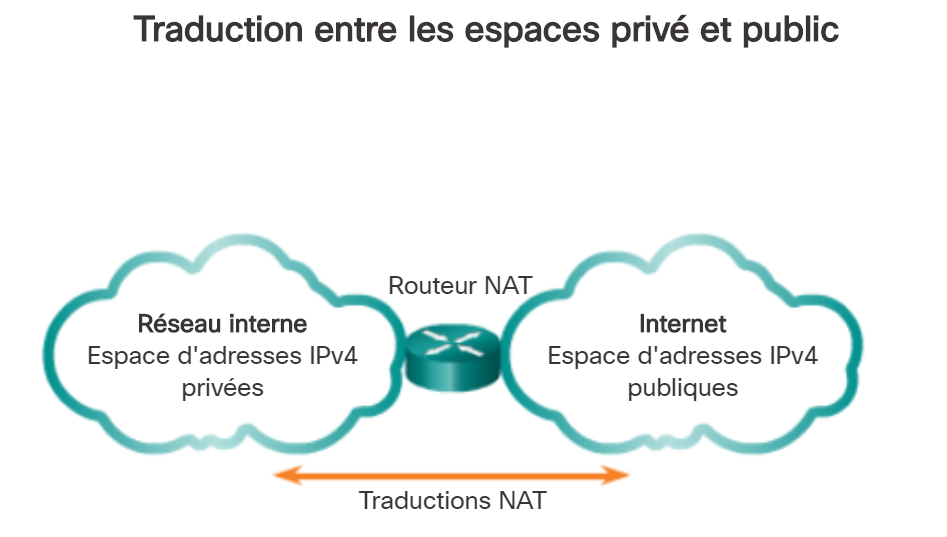 Traduction entre les espaces privé et public
Routeur NAT
Réseau interne
Espace d'adresses IPv4
privées
Internet
Espace d'adresses IPv4
publiques
Traductions NAT